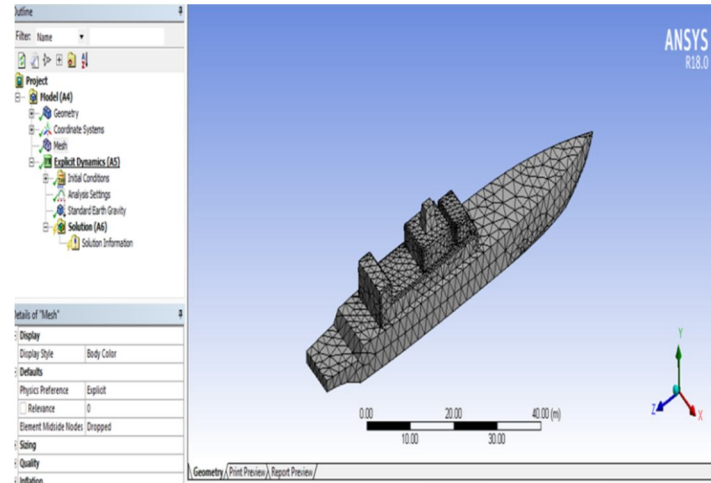 Outline
Filter: Name
Project
Model (A4)
Geometry
Coordinate Systems
Mesh
Explicit Dynamics (A5)
Initial Conditions
Analysis Settings
Standard Earth Gravity
Solution (A6)
Solution Information
Details of "Mesh"
Display
Display Style Body Color
Defaults
Physics Preference Explicit
Relevance 0
Element Midside Nodes Dropped
Sizing
Quality
Inflation
ANSYS
R18.0
0.00 20.00 40.00 (m)
10.00 30.00
Y
Z X
Geometry / Print Preview / Report Preview /